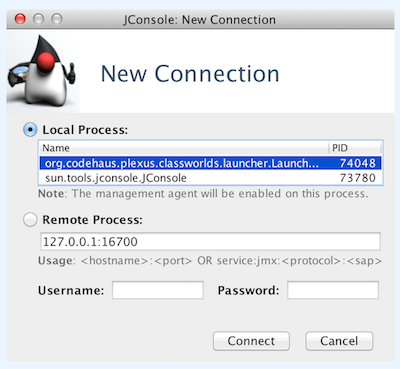 JConsole: New Connection
New Connection
Local Process:
Name PID
org.codehaus.plexus.classworlds.launcher.Launch... 74048
sun.tools.jconsole.JConsole 73780
Note: The management agent will be enabled on this process.
Remote Process:
127.0.0.1:16700
Usage: <hostname>:<port> OR service:jmx:<protocol>:<sap>
Username: Password:
Connect Cancel